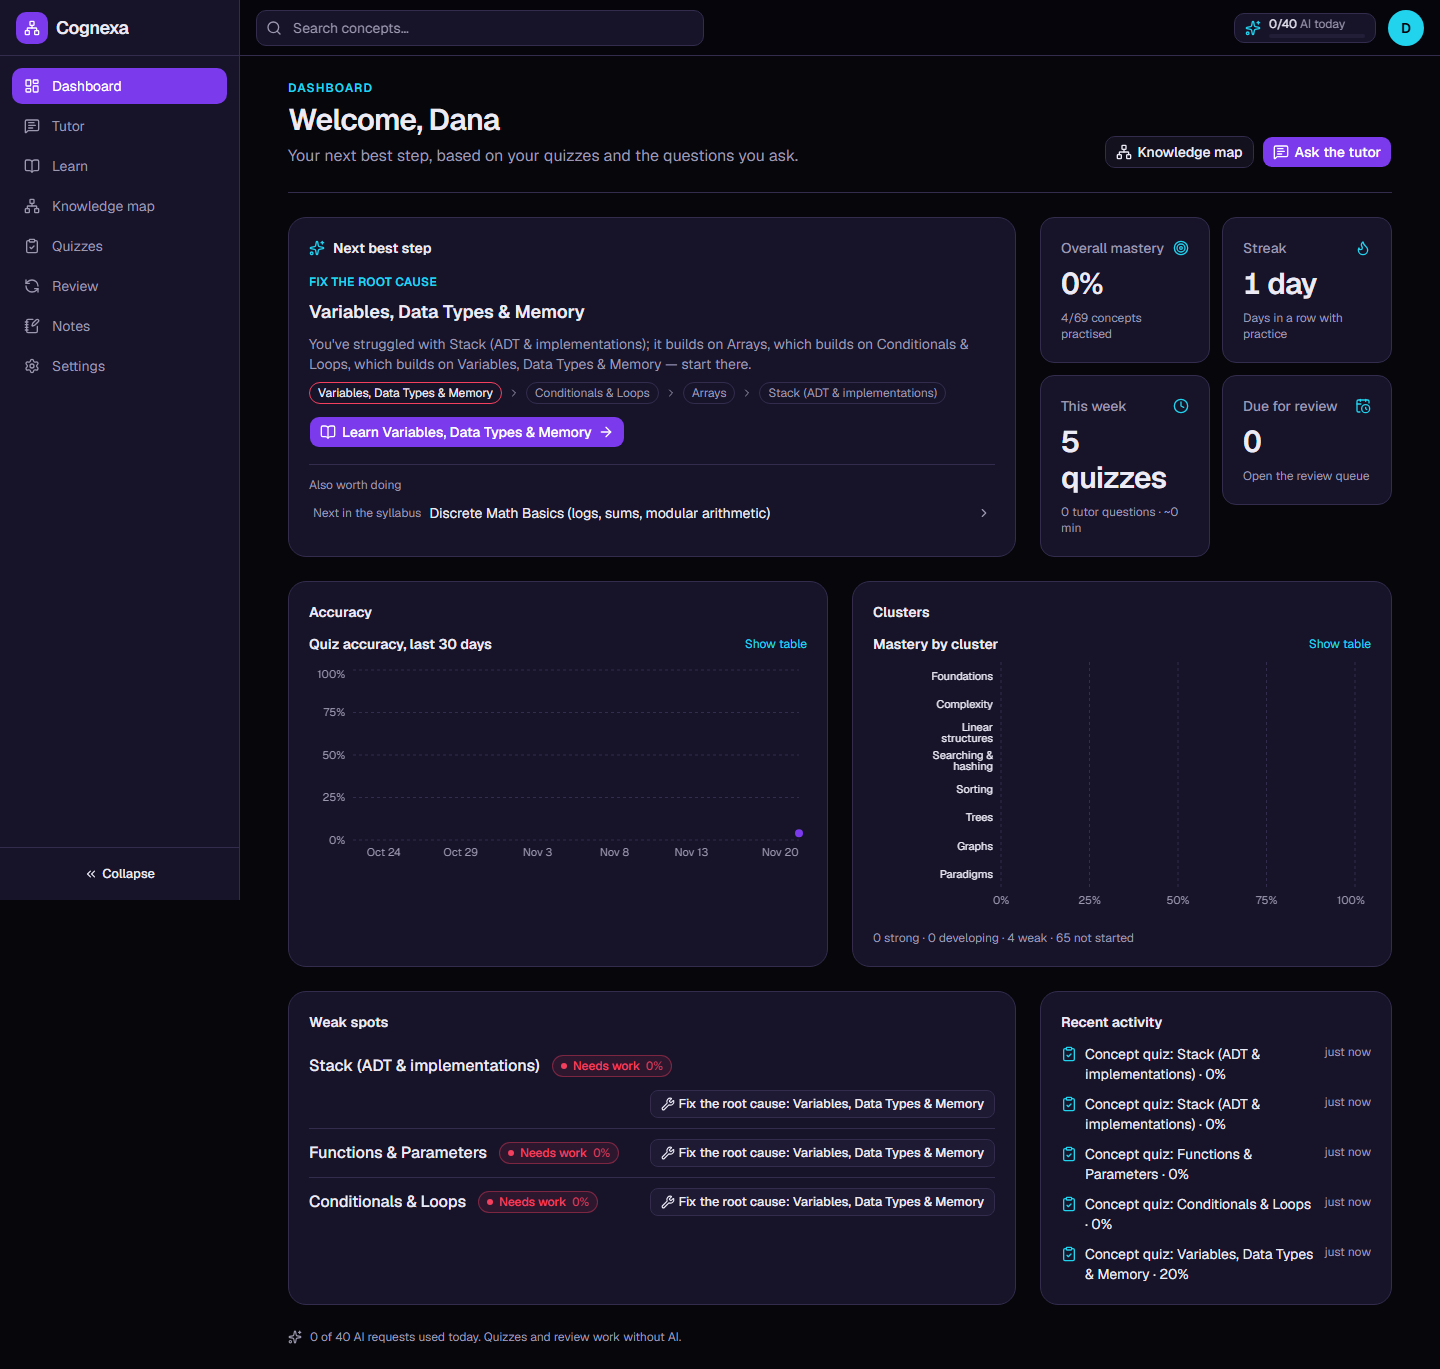 Cognexa
Search concepts...
0/40 AI today
D
Dashboard
Tutor
Learn
Knowledge map
Quizzes
Review
Notes
Settings
Collapse
DASHBOARD
Welcome, Dana
Your next best step, based on your quizzes and the questions you ask.
Knowledge map
Ask the tutor
Next best step
FIX THE ROOT CAUSE
Variables, Data Types & Memory
You've struggled with Stack (ADT & implementations); it builds on Arrays, which builds on Conditionals &
Loops, which builds on Variables, Data Types & Memory — start there.
Variables, Data Types & Memory
Conditionals & Loops
Arrays
Stack (ADT & implementations)
Learn Variables, Data Types & Memory
Also worth doing
Next in the syllabus Discrete Math Basics (logs, sums, modular arithmetic)
Overall mastery
0%
4/69 concepts
practised
Streak
1 day
Days in a row with
practice
This week
5
quizzes
0 tutor questions · ~0
min
Due for review
0
Open the review queue
Accuracy
Quiz accuracy, last 30 days
Show table
100%
75%
50%
25%
0%
Oct 24
Oct 29
Nov 3
Nov 8
Nov 13
Nov 20
Clusters
Mastery by cluster
Show table
Foundations
Complexity
Linear
structures
Searching &
hashing
Sorting
Trees
Graphs
Paradigms
0%
25%
50%
75%
100%
0 strong · 0 developing · 4 weak · 65 not started
Weak spots
Stack (ADT & implementations)
Needs work 0%
Fix the root cause: Variables, Data Types & Memory
Functions & Parameters
Needs work 0%
Fix the root cause: Variables, Data Types & Memory
Conditionals & Loops
Needs work 0%
Fix the root cause: Variables, Data Types & Memory
Recent activity
Concept quiz: Stack (ADT &
implementations) · 0%
just now
Concept quiz: Stack (ADT &
implementations) · 0%
just now
Concept quiz: Functions &
Parameters · 0%
just now
Concept quiz: Conditionals & Loops
· 0%
just now
Concept quiz: Variables, Data Types
& Memory · 20%
just now
0 of 40 AI requests used today. Quizzes and review work without AI.